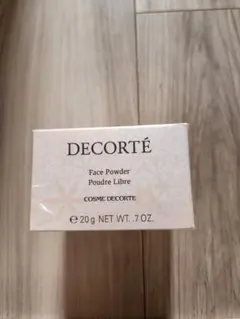 DECORTÉ
Face Powder
Poudre Libre
COSME DECORTE
℮ 20 g NET WT. .7 OZ.